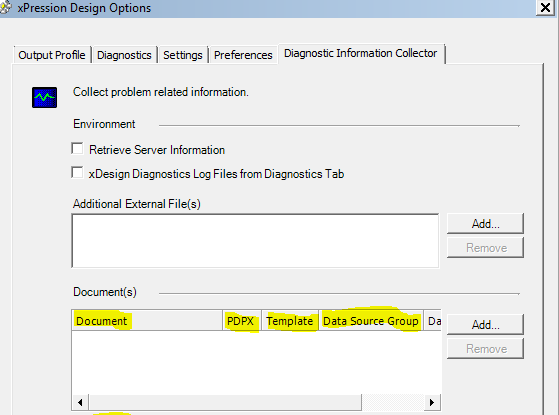 xPression Design Options
Output Profile Diagnostics Settings Preferences Diagnostic Information Collector
Collect problem related information.
Environment
Retrieve Server Information
xDesign Diagnostics Log Files from Diagnostics Tab
Additional External File(s)
Add...
Remove
Document(s)
Document PDPX Template Data Source Group Da
Add...
Remove